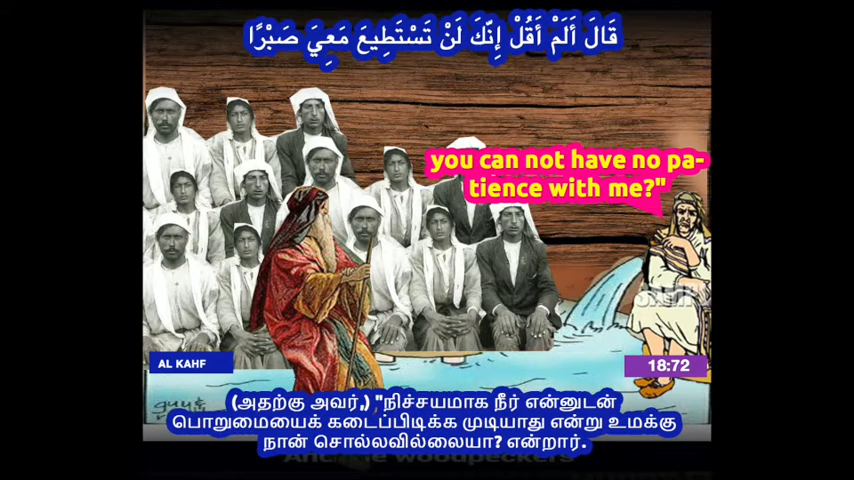 قَالَ أَلَمْ أَقُلْ إِنَّكَ لَنْ تَسْتَطِيعَ مَعِيَ صَبْرًا
you can not have no pa-
tience with me?"
AL KAHF
18:72
(அதற்கு அவர்,) "நிச்சயமாக நீர் என்னுடன்
பொறுமையைக் கடைப்பிடிக்க முடியாது என்று உமக்கு
நான் சொல்லவில்லையா? என்றார்.
woodpeckers